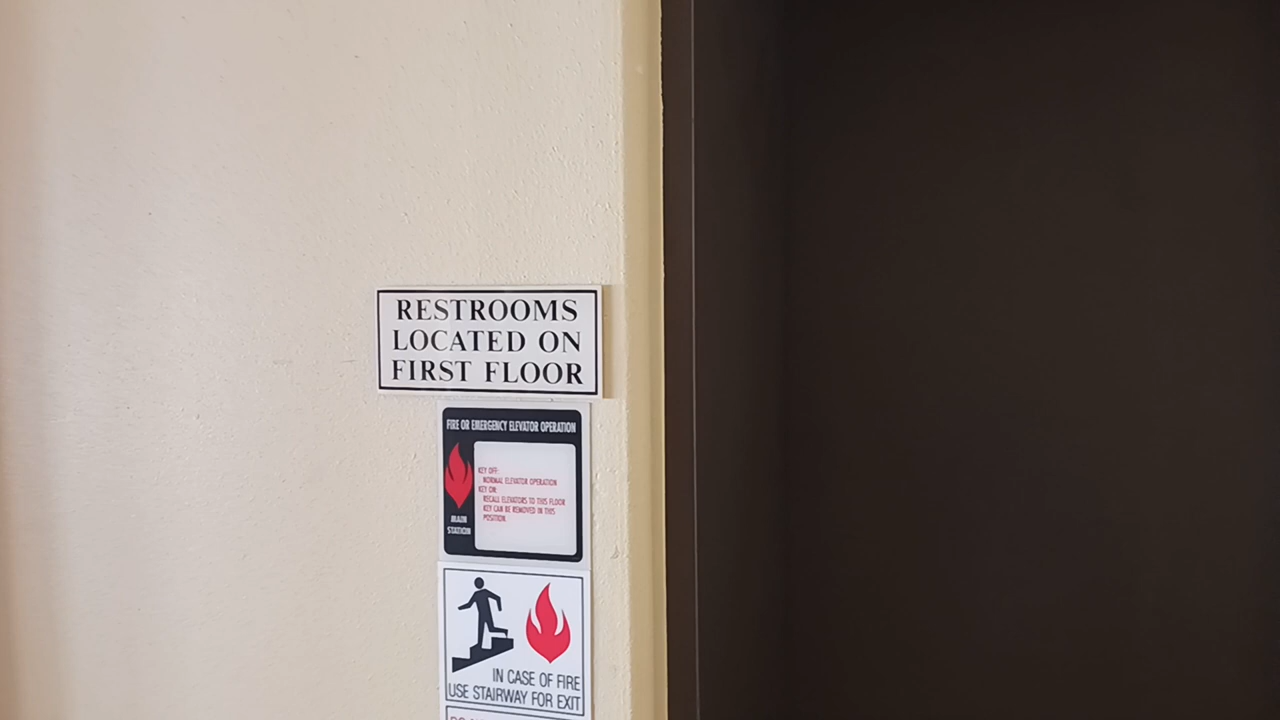 RESTROOMS
LOCATED ON
FIRST FLOOR
FIRE OR EMERGENCY ELEVATOR OPERATION
KEY OFF:
NORMAL ELEVATOR OPERATION
KEY ON:
RECALL ELEVATORS TO THIS FLOOR
KEY CAN BE REMOVED IN THIS
POSITION.
MAIN
STATION
IN CASE OF FIRE
USE STAIRWAY FOR EXIT